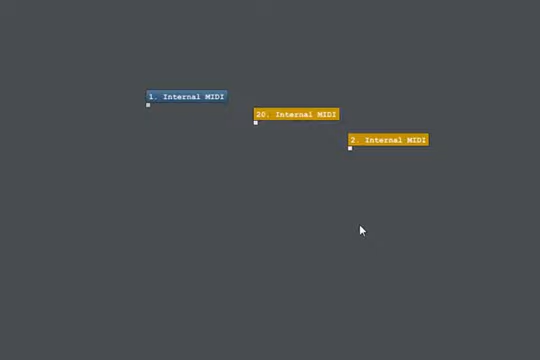 1. Internal MIDI
20. Internal MIDI
2. Internal MIDI